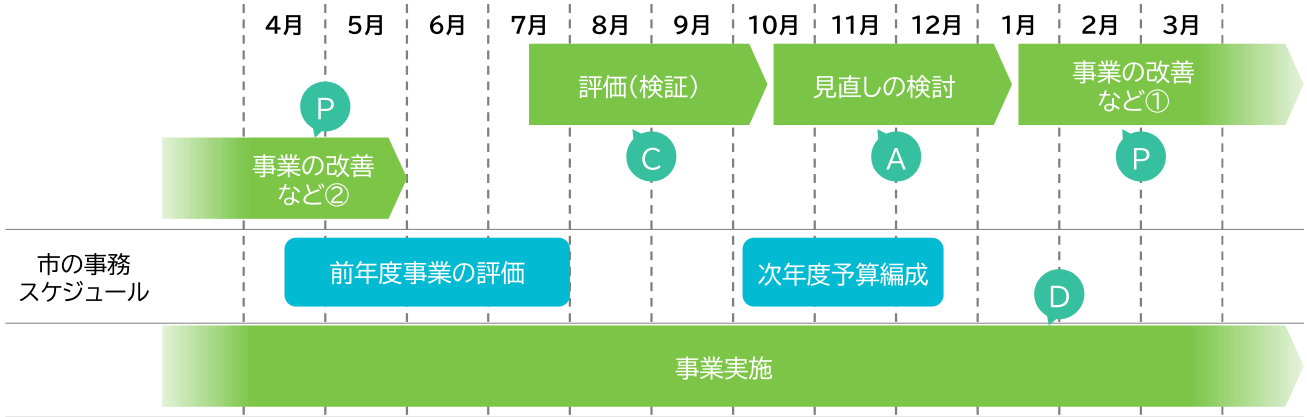 4月 5月 6月 7月 8月 9月 10月 11月 12月 1月 2月 3月
評価(検証)
見直しの検討
事業の改善
など①
P
C
A
P
事業の改善
など②
市の事務
スケジュール
前年度事業の評価
次年度予算編成
D
事業実施